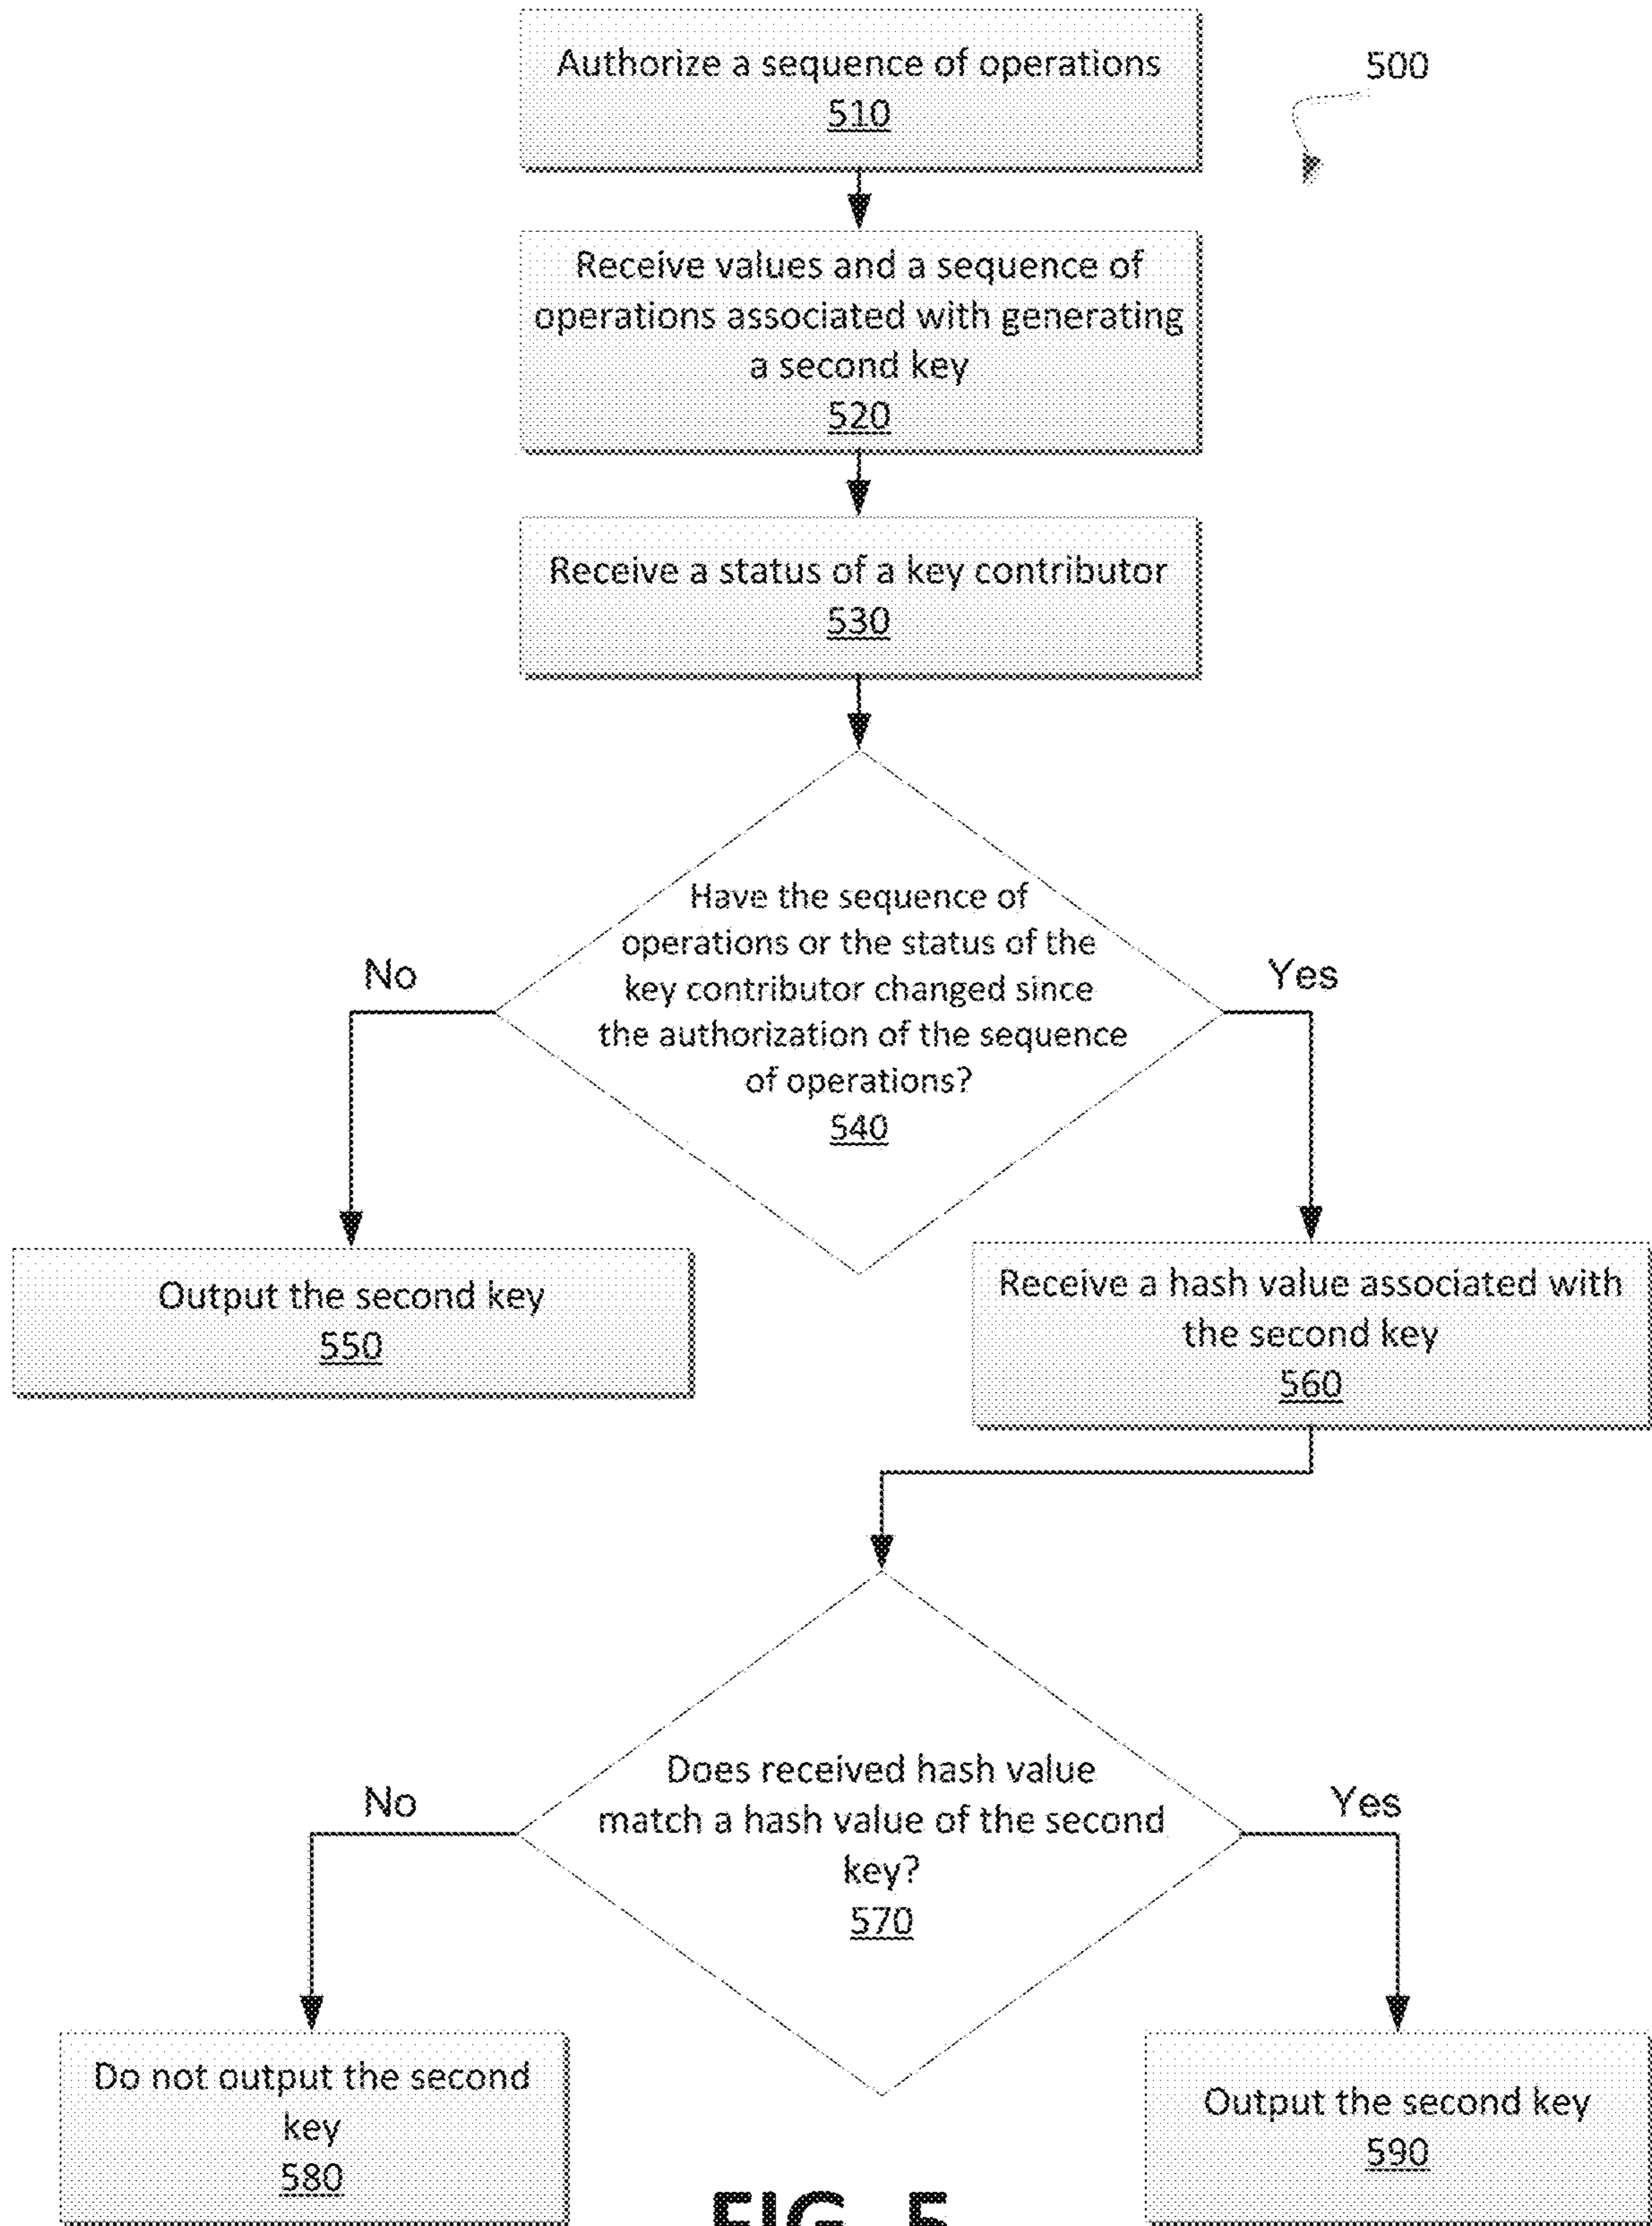 Authorize a sequence of operations
510
500
Receive values and a sequence of
operations associated with generating
a second key
520
Receive a status of a key contributor
530
Have the sequence of
operations or the status of the
key contributor changed since
the authorization of the sequence
of operations?
540
No
Yes
Output the second key
550
Receive a hash value associated with
the second key
560
Does received hash value
match a hash value of the second
key?
570
No
Yes
Do not output the second
key
580
Output the second key
590
FIG. 5